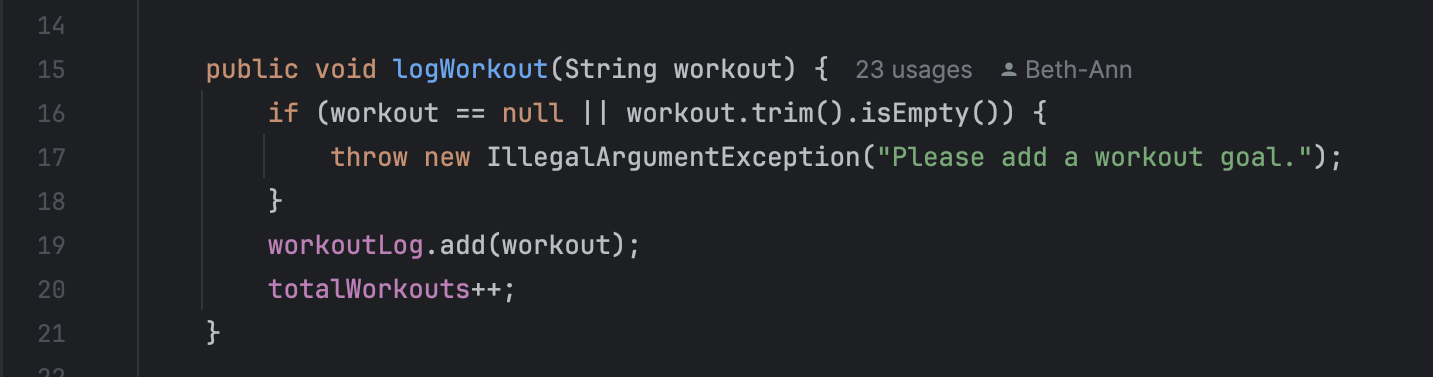 14
15 public void logWorkout(String workout) { 23 usages Beth-Ann
16 if (workout == null || workout.trim().isEmpty()) {
17 throw new IllegalArgumentException("Please add a workout goal.");
18 }
19 workoutLog.add(workout);
20 totalWorkouts++;
21 }
22